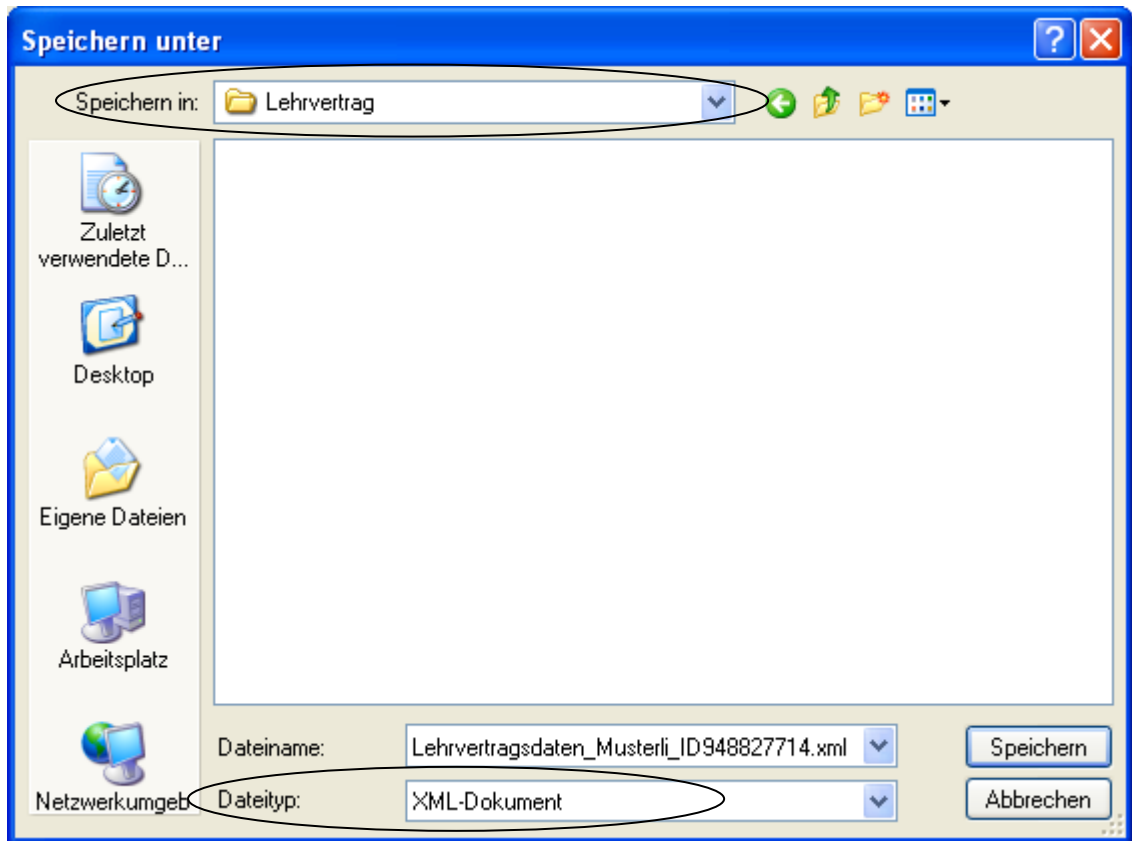 Speichern unter
Speichern in: Lehrvertrag
Zuletzt
verwendete D...
Desktop
Eigene Dateien
Arbeitsplatz
Netzwerkumgeb
Dateiname: Lehrvertragsdaten_Musterli_ID948827714.xml Speichern
Dateityp: XML-Dokument Abbrechen